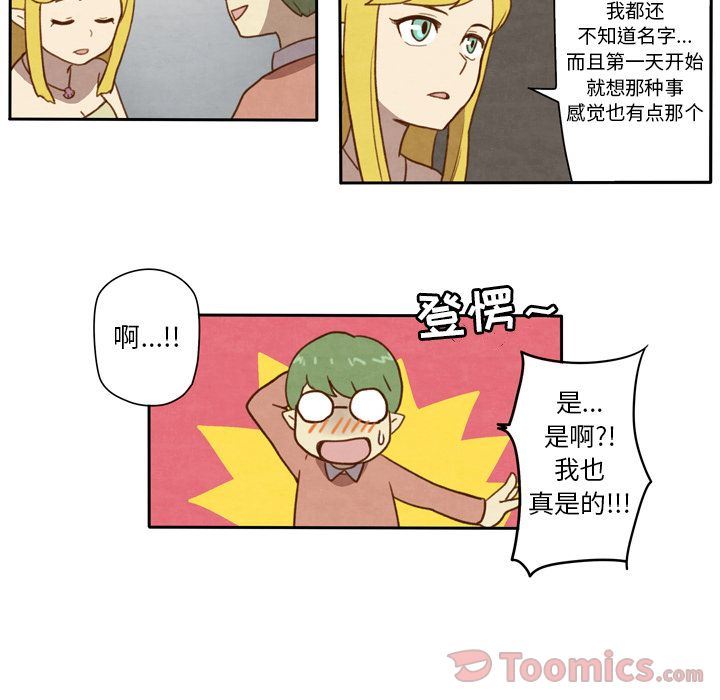 我都还
不知道名字...
而且第一天开始
就想那种事
感觉也有点那个
登愣~
啊...!!
是...
是啊?!
我也
真是的!!!
Toomics.com